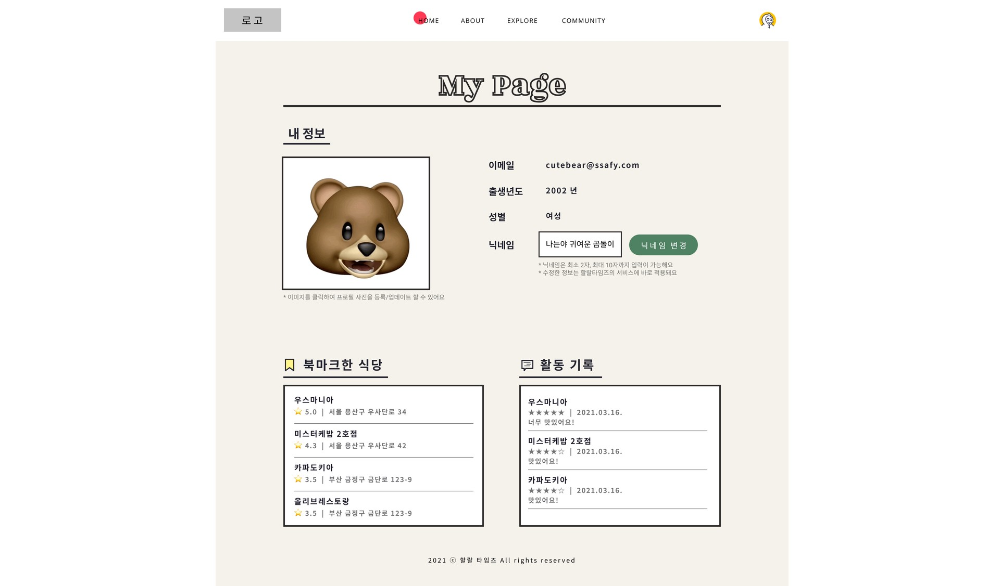 로고
HOME ABOUT EXPLORE COMMUNITY
My Page
내 정보
이메일 cutebear@ssafy.com
출생년도 2002 년
성별 여성
닉네임 나는야 귀여운 곰돌이 닉네임 변경
* 닉네임은 최소 2자, 최대 10자까지 입력이 가능해요
* 수정한 정보는 할랄타임즈의 서비스에 바로 적용돼요
* 이미지를 클릭하여 프로필 사진을 등록/업데이트 할 수 있어요
북마크한 식당
우스마니아
5.0 | 서울 용산구 우사단로 34
미스터케밥 2호점
4.3 | 서울 용산구 우사단로 42
카파도키아
3.5 | 부산 금정구 금단로 123-9
올리브레스토랑
3.5 | 부산 금정구 금단로 123-9
활동 기록
우스마니아
★★★★★ | 2021.03.16.
너무 맛있어요!
미스터케밥 2호점
★★★★☆ | 2021.03.16.
맛있어요!
카파도키아
★★★★☆ | 2021.03.16.
맛있어요!
2021 ⓒ 할랄 타임즈 All rights reserved